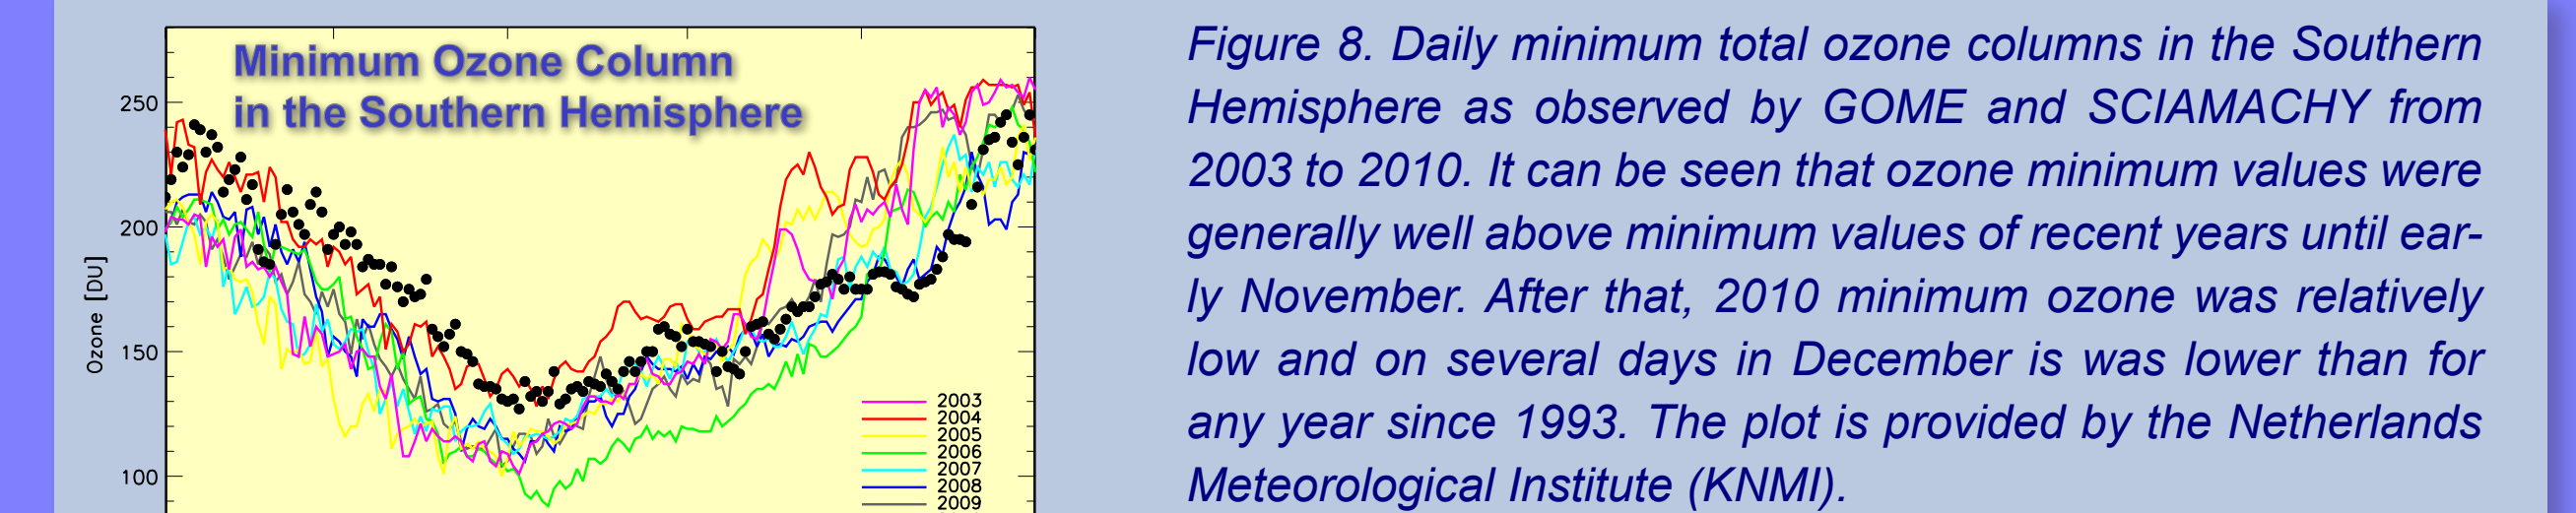 Minimum Ozone Column
in the Southern Hemisphere
250
200
150
100
Ozone [DU]
2003
2004
2005
2006
2007
2008
2009
Figure 8. Daily minimum total ozone columns in the Southern
Hemisphere as observed by GOME and SCIAMACHY from
2003 to 2010. It can be seen that ozone minimum values were
generally well above minimum values of recent years until ear-
ly November. After that, 2010 minimum ozone was relatively
low and on several days in December is was lower than for
any year since 1993. The plot is provided by the Netherlands
Meteorological Institute (KNMI).